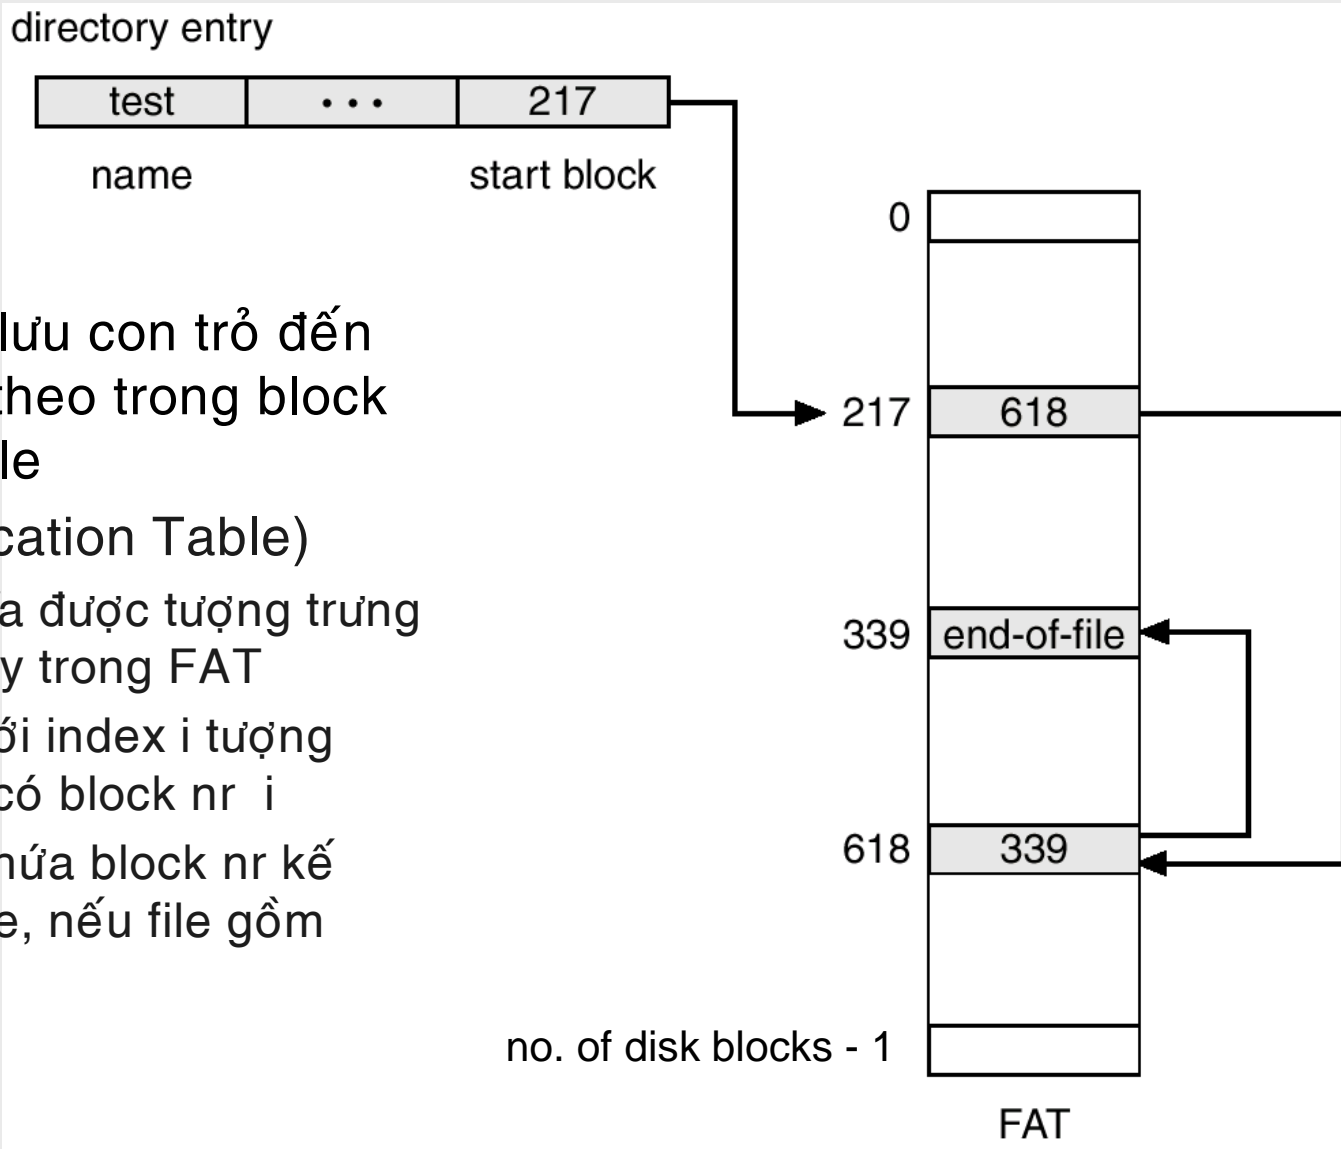 directory entry
test ... 217
name start block
0
lưu con trỏ đến
theo trong block
217 618
le
cation Table)
a được tượng trưng
339 end-of-file
y trong FAT
ới index i tượng
có block nr i
618 339
hứa block nr kế
e, nếu file gồm
no. of disk blocks - 1
FAT